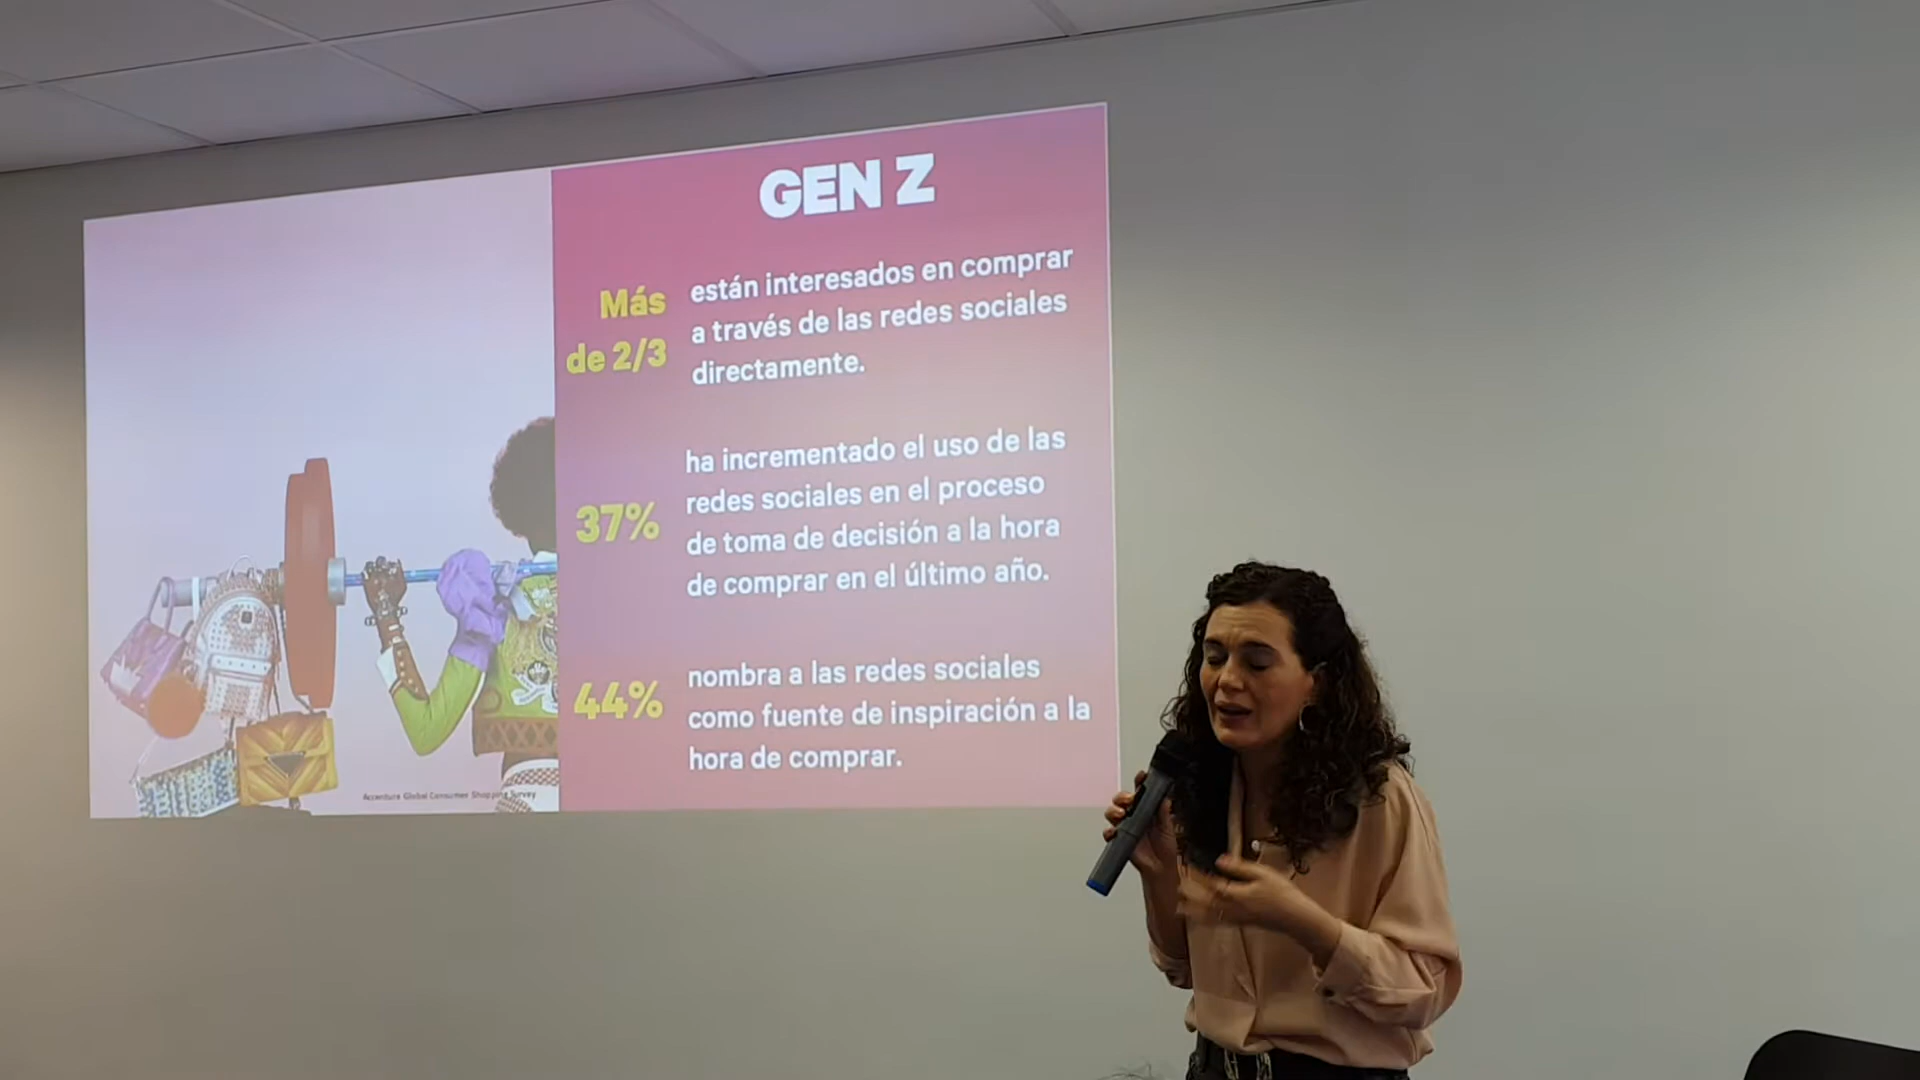 GEN Z
Más
de 2/3
están interesados en comprar
a través de las redes sociales
directamente.
37%
ha incrementado el uso de las
redes sociales en el proceso
de toma de decisión a la hora
de comprar en el último año.
44%
nombra a las redes sociales
como fuente de inspiración a la
hora de comprar.
Accenture Global Consumer Shopping Survey